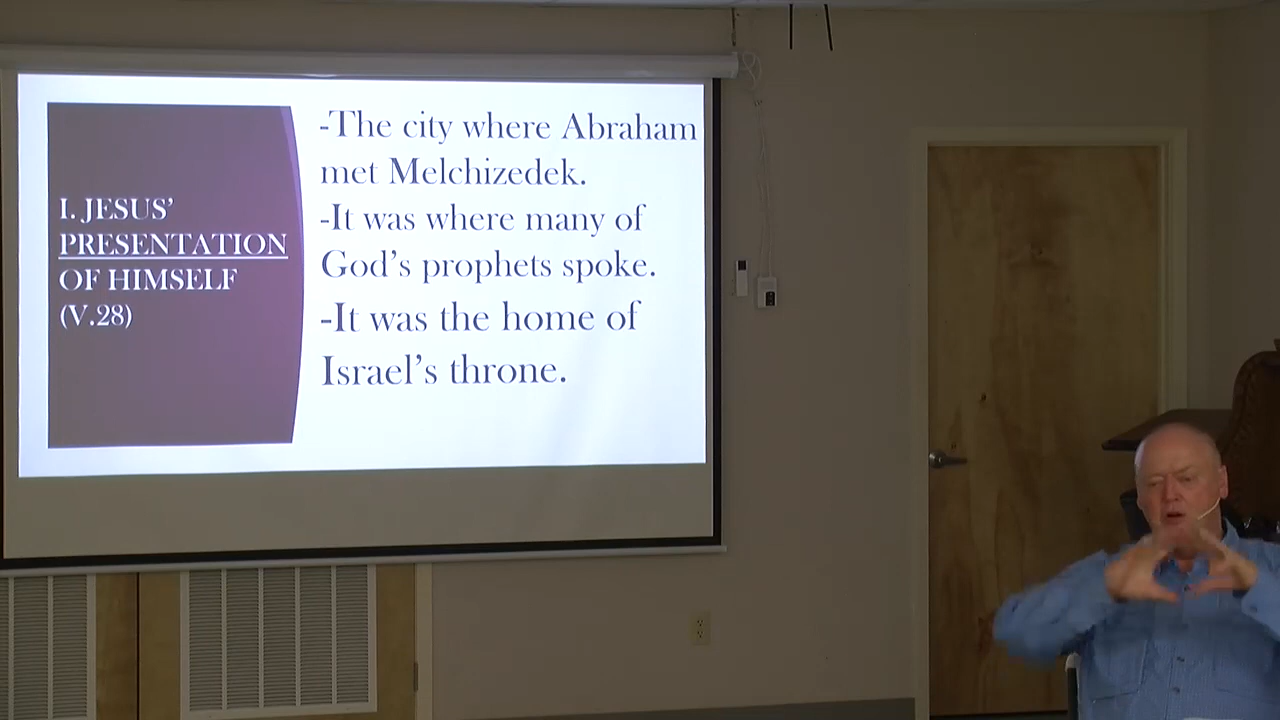 I. JESUS’
PRESENTATION
OF HIMSELF
(V.28)
-The city where Abraham
met Melchizedek.
-It was where many of
God’s prophets spoke.
-It was the home of
Israel’s throne.